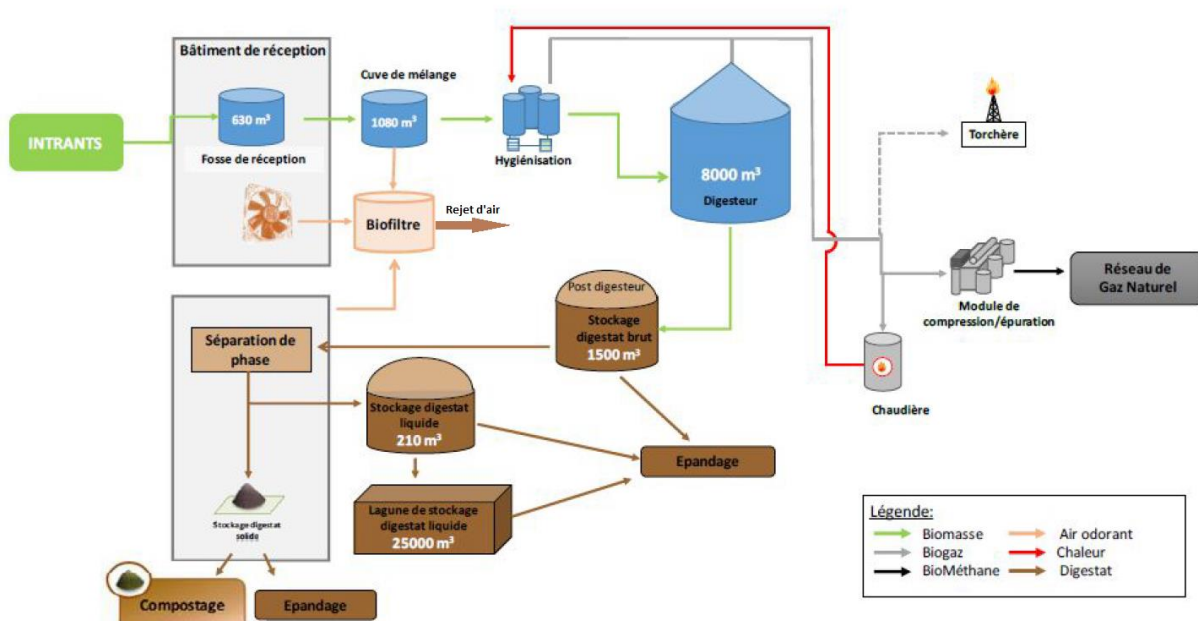 Bâtiment de réception
Cuve de mélange
630 m³
1080 m³
INTRANTS
Fosse de réception
Hygiénisation
8000 m³
Digesteur
Torchère
Biofiltre
Rejet d'air
Réseau de
Gaz Naturel
Module de
compression/épuration
Post digesteur
Stockage
digestat brut
1500 m³
Séparation de
phase
Chaudière
Stockage digestat
liquide
210 m³
Epandage
Lagune de stockage
digestat liquide
25000 m³
Stockage digestat
solide
Compostage
Epandage
Légende:
Biomasse
Air odorant
Biogaz
Chaleur
BioMéthane
Digestat